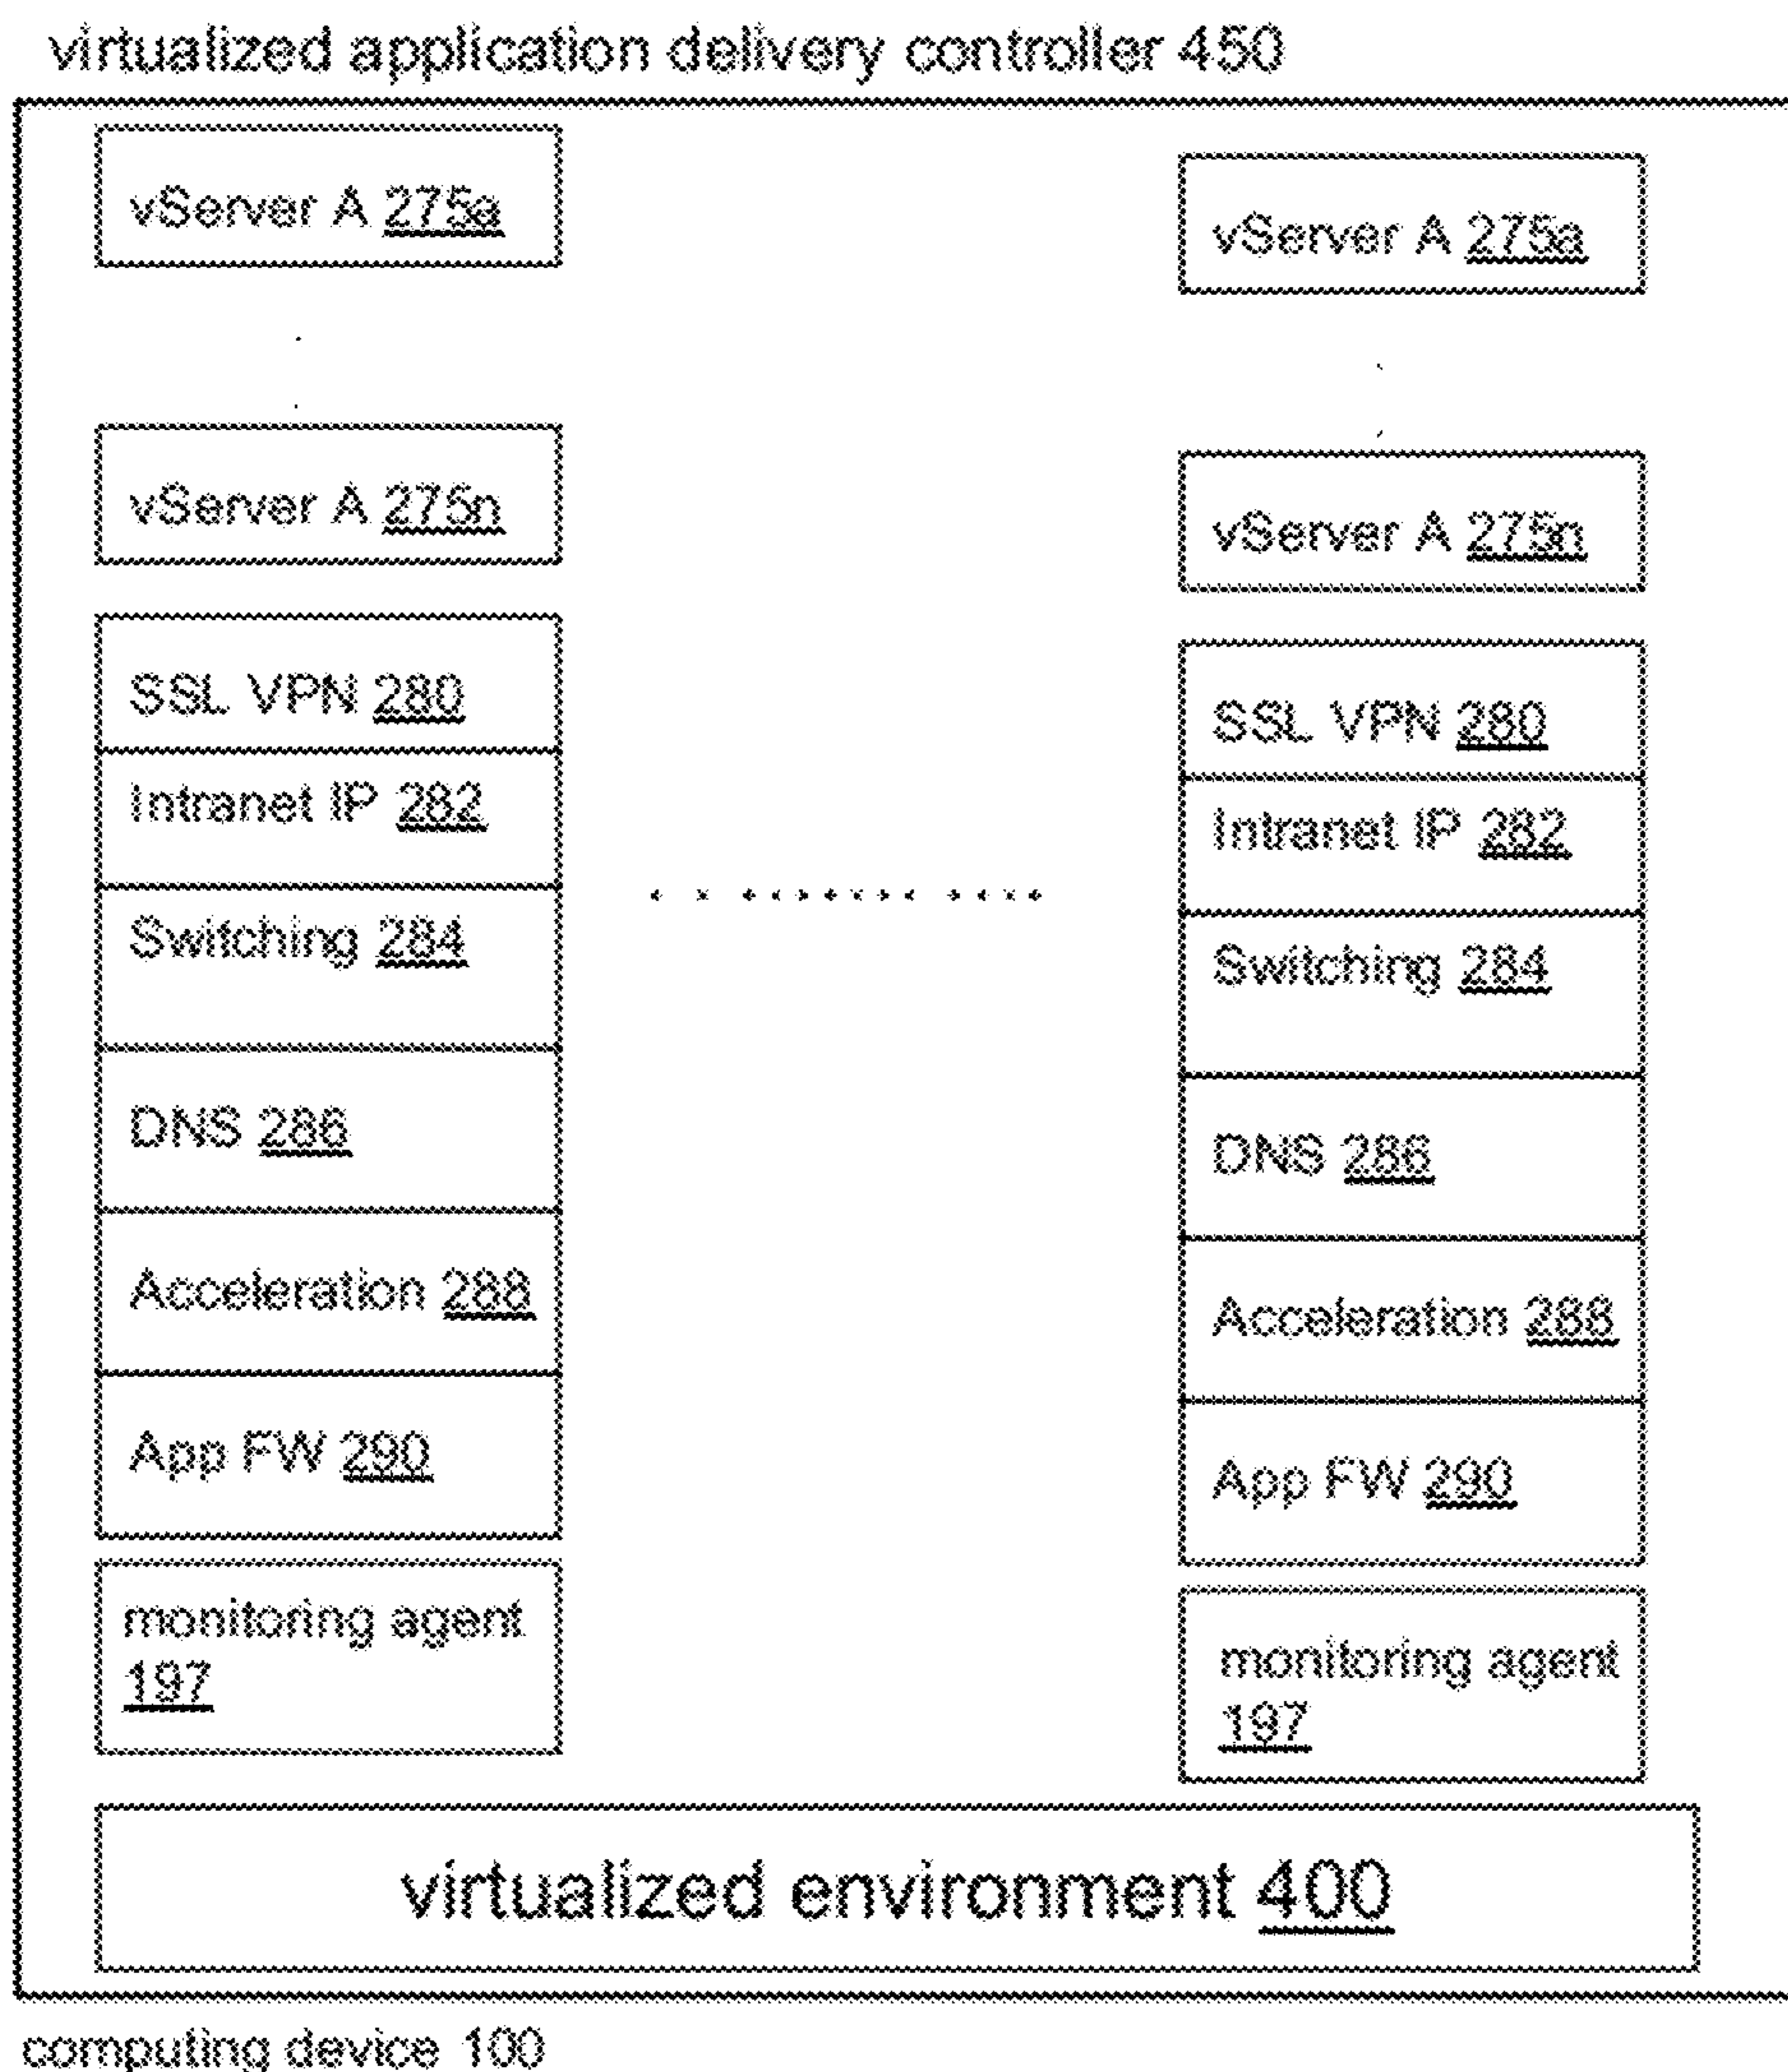 virtualized application delivery controller 450
vServer A 275a
vServer A 275n
SSL VPN 280
Intranet IP 282
Switching 284
DNS 286
Acceleration 288
App FW 290
monitoring agent
197
vServer A 275a
vServer A 275n
SSL VPN 280
Intranet IP 282
Switching 284
DNS 286
Acceleration 288
App FW 290
monitoring agent
197
virtualized environment 400
computing device 100